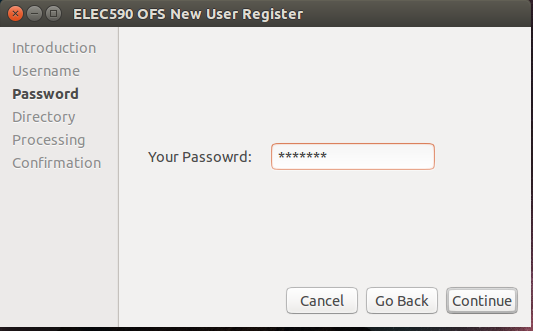 ELEC590 OFS New User Register
Introduction
Username
Password
Directory
Processing
Confirmation
Your Passowrd: *******
Cancel Go Back Continue